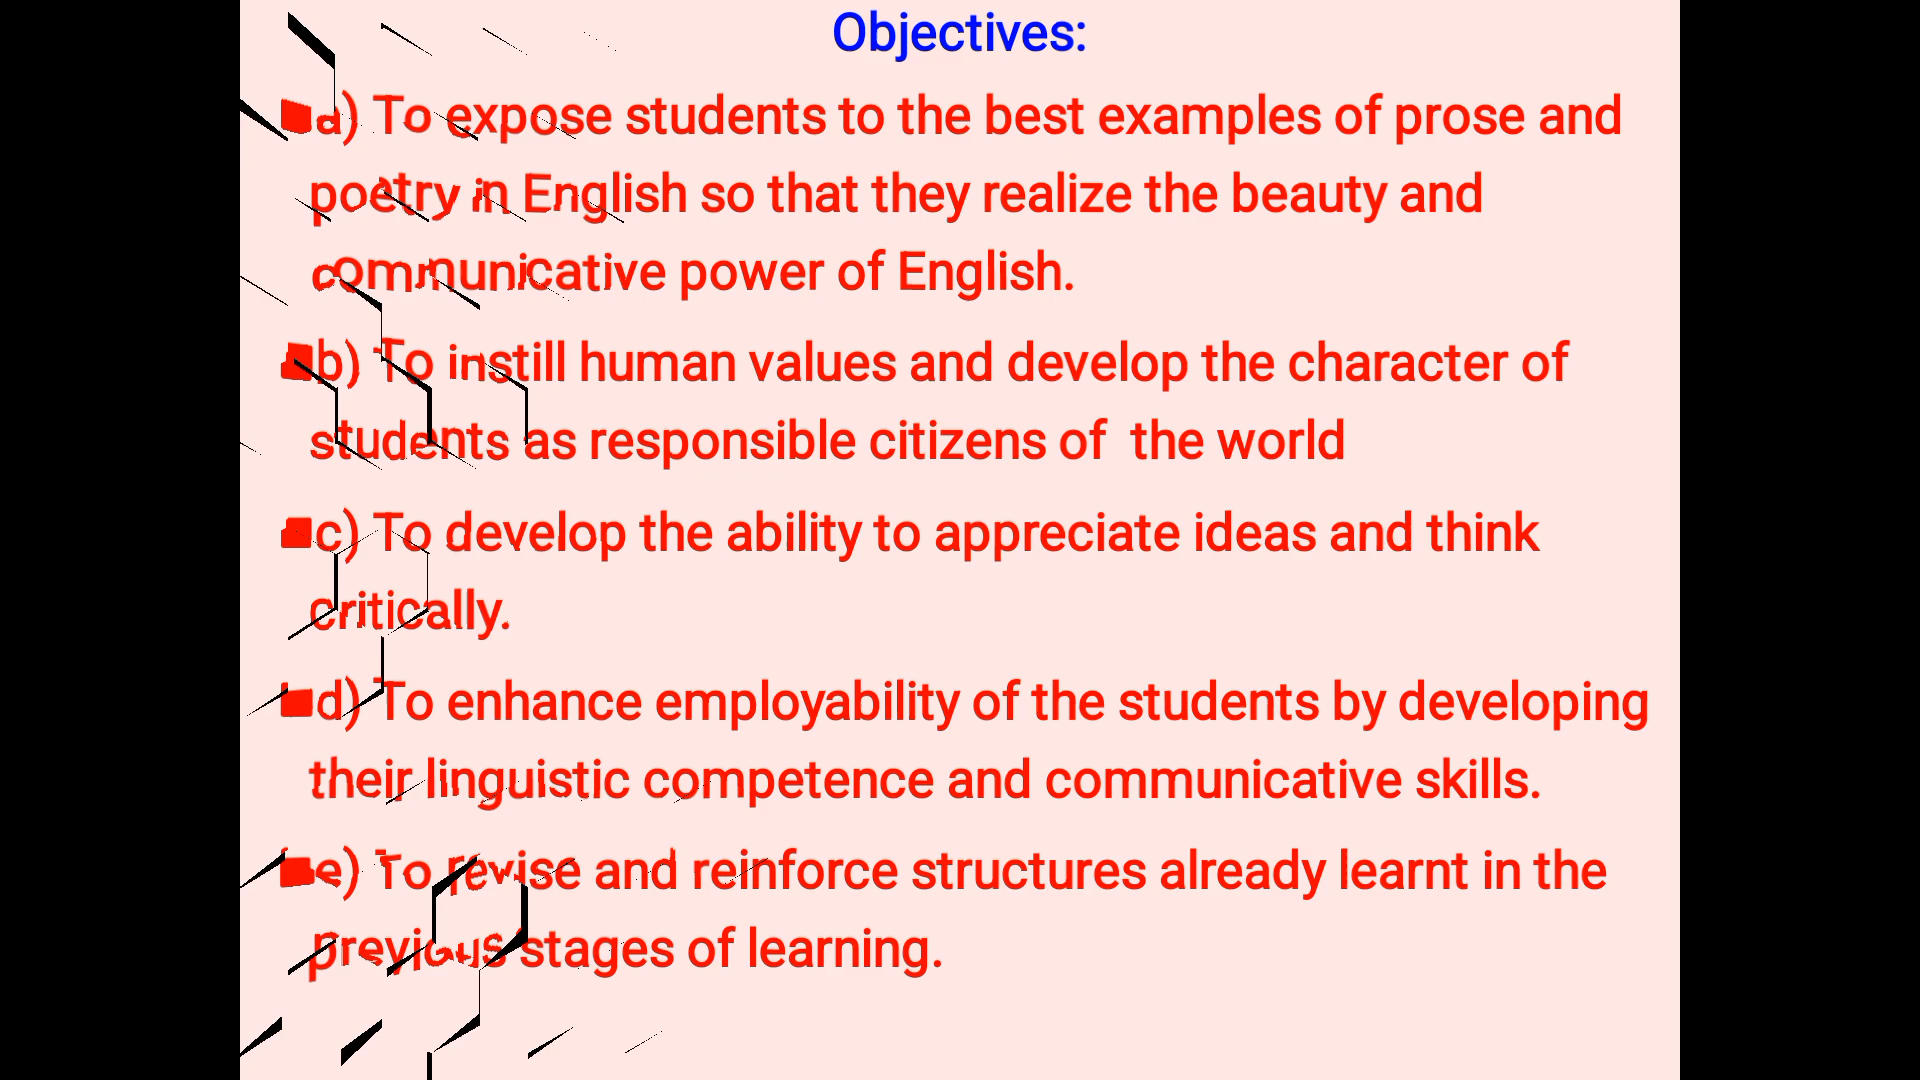 Objectives:
a) To expose students to the best examples of prose and
poetry in English so that they realize the beauty and
communicative power of English.
b) To instill human values and develop the character of
students as responsible citizens of  the world
c) To develop the ability to appreciate ideas and think
critically.
d) To enhance employability of the students by developing
their linguistic competence and communicative skills.
e) To revise and reinforce structures already learnt in the
previous stages of learning.